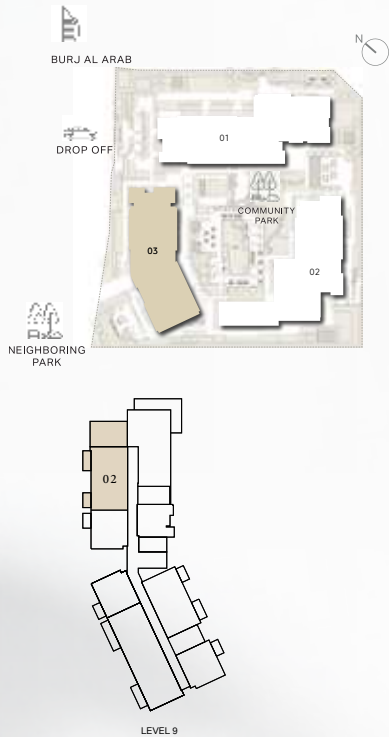 N
BURJ AL ARAB
DROP OFF
01
COMMUNITY
PARK
03
02
NEIGHBORING
PARK
02
LEVEL 9